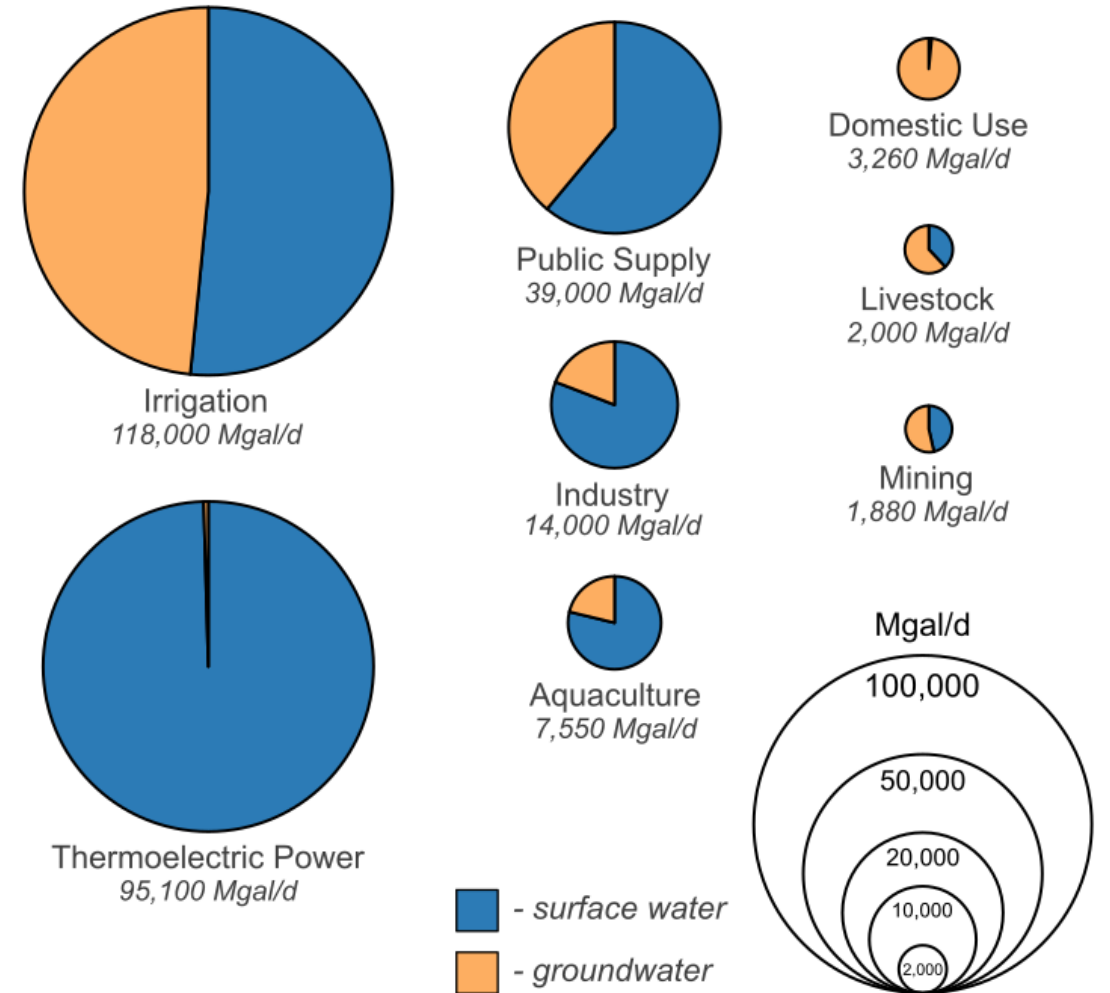 Irrigation
118,000 Mgal/d
Thermoelectric Power
95,100 Mgal/d
Public Supply
39,000 Mgal/d
Industry
14,000 Mgal/d
Aquaculture
7,550 Mgal/d
Domestic Use
3,260 Mgal/d
Livestock
2,000 Mgal/d
Mining
1,880 Mgal/d
Mgal/d
100,000
50,000
20,000
10,000
2,000
- surface water
- groundwater